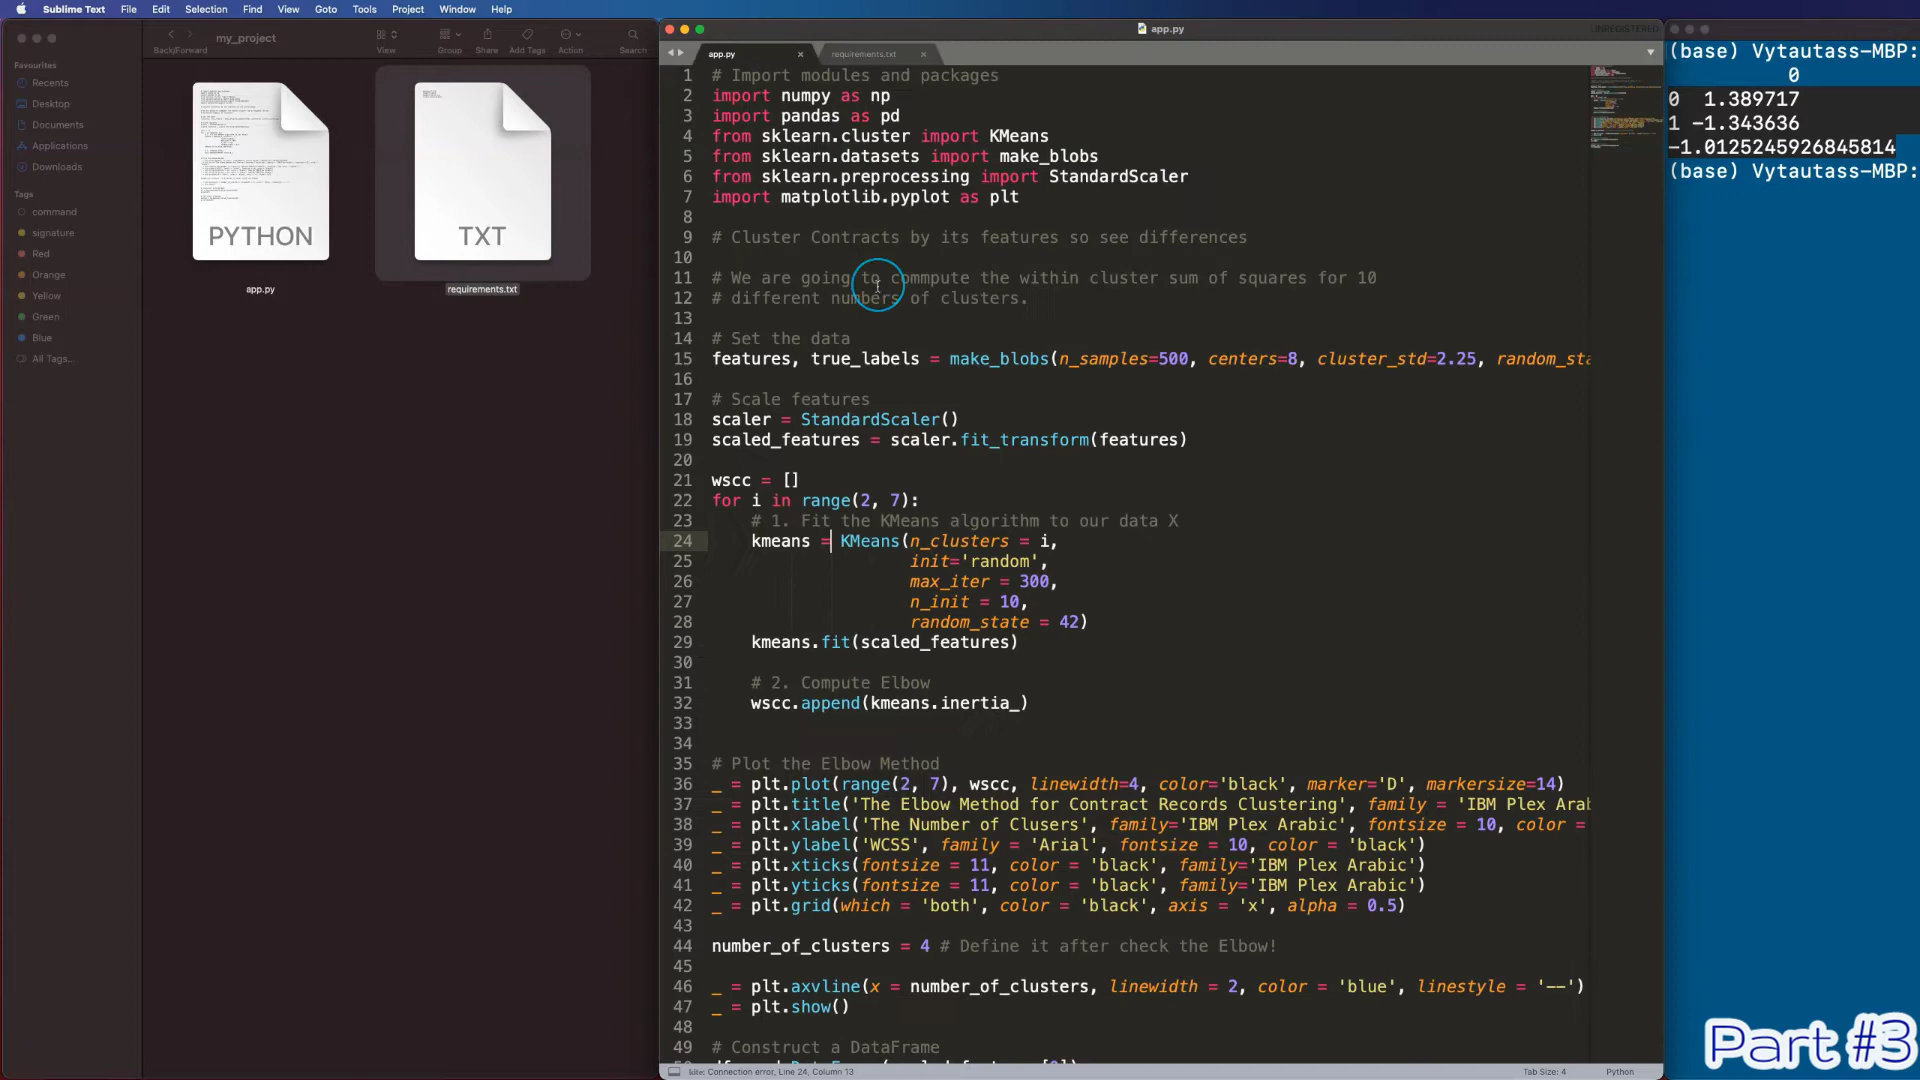 Sublime Text File Edit Selection Find View Goto Tools Project Window Help
my_project
Back/Forward View Group Share Add Tags Action Search
Favourites
Recents
Desktop
Documents
Applications
Downloads
Tags
command
signature
Red
Orange
Yellow
Green
Blue
All Tags...
PYTHON
app.py
TXT
requirements.txt
app.py
UNREGISTERED
app.py requirements.txt
1 # Import modules and packages
2 import numpy as np
3 import pandas as pd
4 from sklearn.cluster import KMeans
5 from sklearn.datasets import make_blobs
6 from sklearn.preprocessing import StandardScaler
7 import matplotlib.pyplot as plt
8
9 # Cluster Contracts by its features so see differences
10
11 # We are going to commpute the within cluster sum of squares for 10
12 # different numbers of clusters.
13
14 # Set the data
15 features, true_labels = make_blobs(n_samples=500, centers=8, cluster_std=2.25, random_sta
16
17 # Scale features
18 scaler = StandardScaler()
19 scaled_features = scaler.fit_transform(features)
20
21 wscc = []
22 for i in range(2, 7):
23 # 1. Fit the KMeans algorithm to our data X
24 kmeans = KMeans(n_clusters = i,
25 init='random',
26 max_iter = 300,
27 n_init = 10,
28 random_state = 42)
29 kmeans.fit(scaled_features)
30
31 # 2. Compute Elbow
32 wscc.append(kmeans.inertia_)
33
34
35 # Plot the Elbow Method
36 _ = plt.plot(range(2, 7), wscc, linewidth=4, color='black', marker='D', markersize=14)
37 _ = plt.title('The Elbow Method for Contract Records Clustering', family = 'IBM Plex Arab
38 _ = plt.xlabel('The Number of Clusers', family='IBM Plex Arabic', fontsize = 10, color =
39 _ = plt.ylabel('WCSS', family = 'Arial', fontsize = 10, color = 'black')
40 _ = plt.xticks(fontsize = 11, color = 'black', family='IBM Plex Arabic')
41 _ = plt.yticks(fontsize = 11, color = 'black', family='IBM Plex Arabic')
42 _ = plt.grid(which = 'both', color = 'black', axis = 'x', alpha = 0.5)
43
44 number_of_clusters = 4 # Define it after check the Elbow!
45
46 _ = plt.axvline(x = number_of_clusters, linewidth = 2, color = 'blue', linestyle = '--')
47 _ = plt.show()
48
49 # Construct a DataFrame
kite: Connection error, Line 24, Column 13 Tab Size: 4 Python
(base) Vytautass-MBP:
0
0 1.389717
1 -1.343636
-1.0125245926845814
(base) Vytautass-MBP:
Part #3